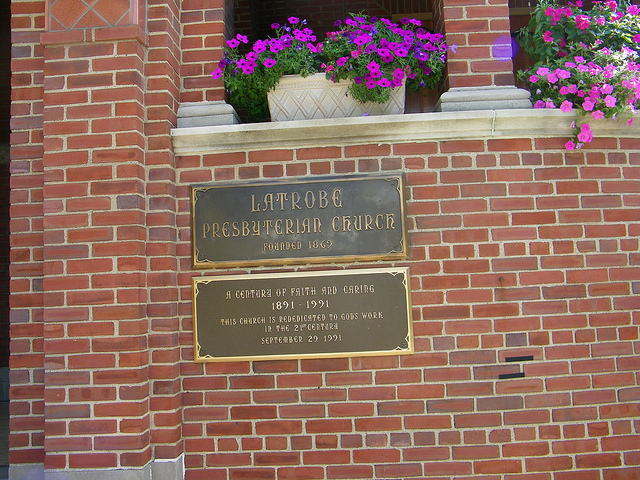 LATROBE
PRESBYTERIAN CHURCH
FOUNDED 1869
A CENTURY OF FAITH AND CARING
1891 - 1991
THIS CHURCH IS REDEDICATED TO GODS WORK
IN THE 21ST CENTURY
SEPTEMBER 29 1991